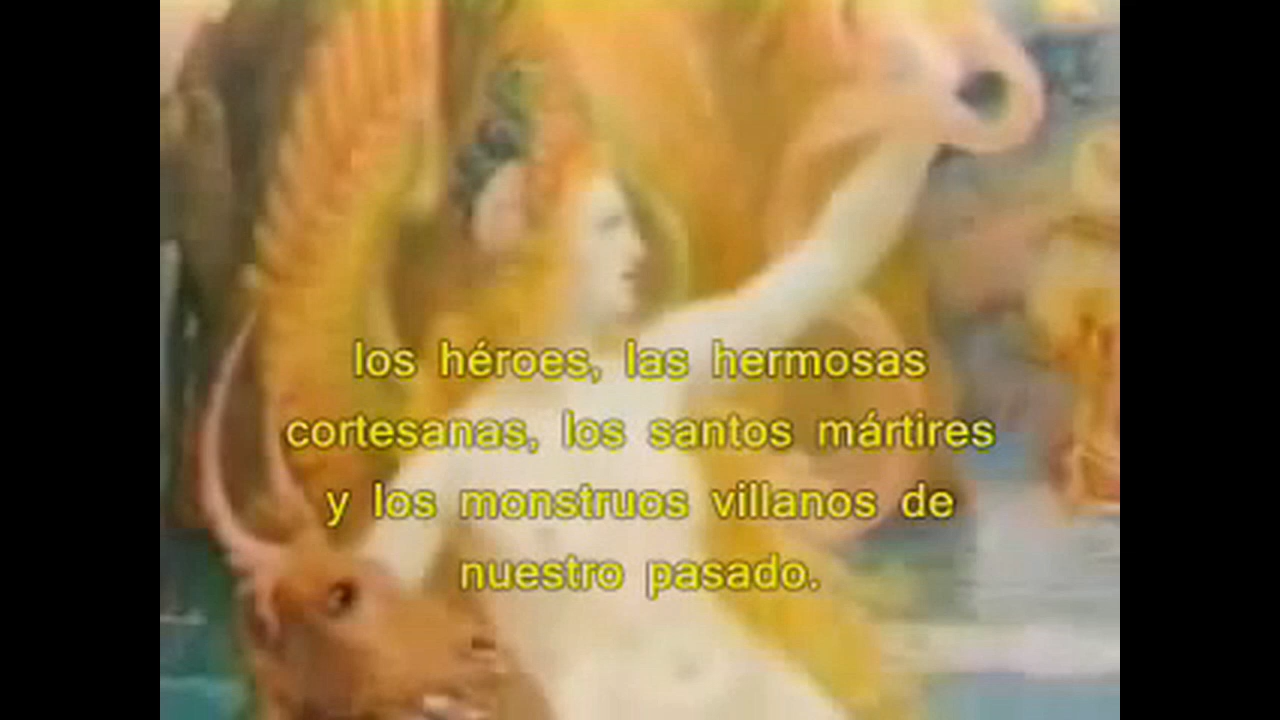 los héroes, las hermosas
cortesanas, los santos mártires
y los monstruos villanos de
nuestro pasado.